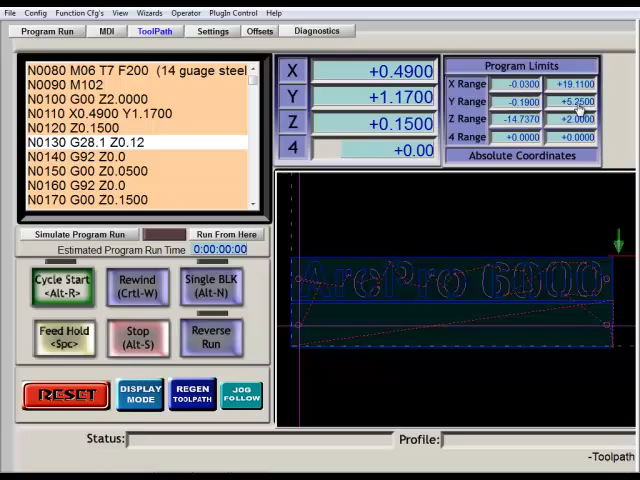 File Config Function Cfg's View Wizards Operator PlugIn Control Help
Program Run MDI ToolPath Settings Offsets Diagnostics
N0080 M06 T7 F200 (14 guage steel
N0090 M102
N0100 G00 Z2.0000
N0110 X0.4900 Y1.1700
N0120 Z0.1500
N0130 G28.1 Z0.12
N0140 G92 Z0.0
N0150 G00 Z0.0500
N0160 G92 Z0.0
N0170 G00 Z0.1500
X +0.4900
Y +1.1700
Z +0.1500
4 +0.00
Program Limits
X Range -0.0300 +19.1100
Y Range -0.1900 +5.2500
Z Range -14.7370 +2.0000
4 Range +0.0000 +0.0000
Absolute Coordinates
Simulate Program Run Run From Here
Estimated Program Run Time 0:00:00:00
Cycle Start
<Alt-R>
Rewind
(Crtl-W)
Single BLK
(Alt-N)
Feed Hold
<Spc>
Stop
(Alt-S)
Reverse
Run
RESET
DISPLAY
MODE
REGEN
TOOLPATH
JOG
FOLLOW
ArcPro 6000
Status: Profile:
-Toolpath